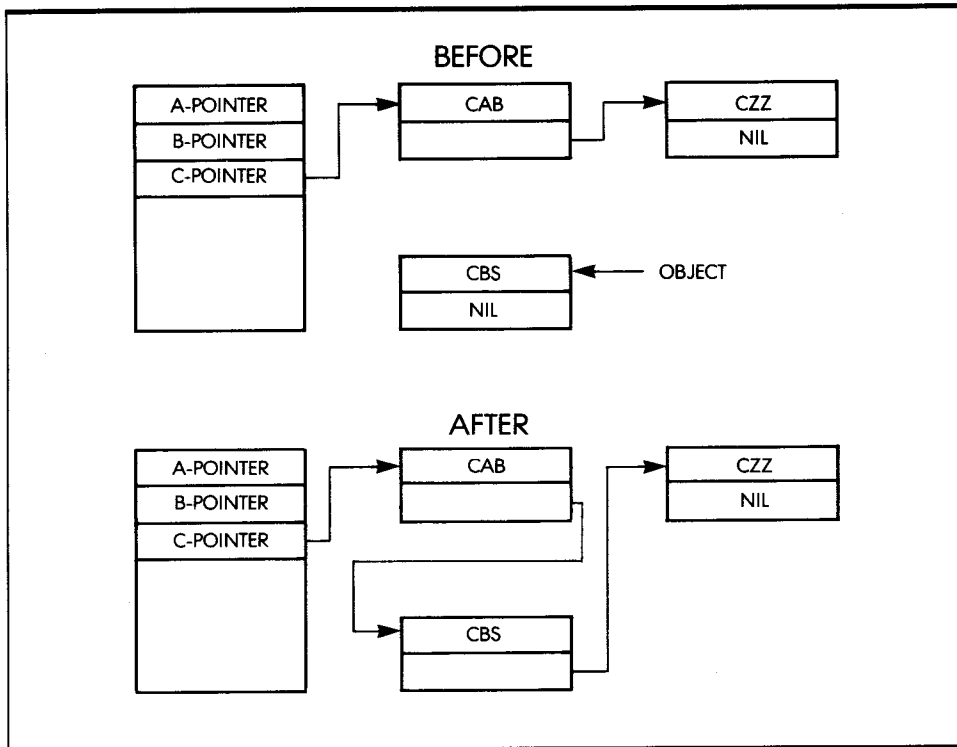 BEFORE
A-POINTER
B-POINTER
C-POINTER
CAB
CZZ
NIL
CBS
NIL
OBJECT
AFTER
A-POINTER
B-POINTER
C-POINTER
CAB
CZZ
NIL
CBS